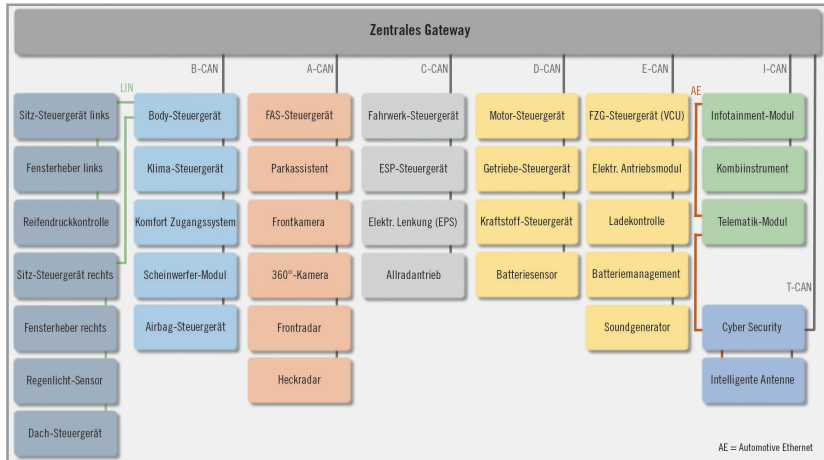 Zentrales Gateway
B-CAN
A-CAN
C-CAN
D-CAN
E-CAN
I-CAN
LIN
AE
Sitz-Steuergerät links
Body-Steuergerät
FAS-Steuergerät
Fahrwerk-Steuergerät
Motor-Steuergerät
FZG-Steuergerät (VCU)
Infotainment-Modul
Fensterheber links
Klima-Steuergerät
Parkassistent
ESP-Steuergerät
Getriebe-Steuergerät
Elektr. Antriebsmodul
Kombiinstrument
Reifendruckkontrolle
Komfort Zugangssystem
Frontkamera
Elektr. Lenkung (EPS)
Kraftstoff-Steuergerät
Ladekontrolle
Telematik-Modul
Sitz-Steuergerät rechts
Scheinwerfer-Modul
360°-Kamera
Allradantrieb
Batteriesensor
Batteriemanagement
T-CAN
Fensterheber rechts
Airbag-Steuergerät
Frontradar
Soundgenerator
Cyber Security
Regenlicht-Sensor
Heckradar
Intelligente Antenne
Dach-Steuergerät
AE = Automotive Ethernet